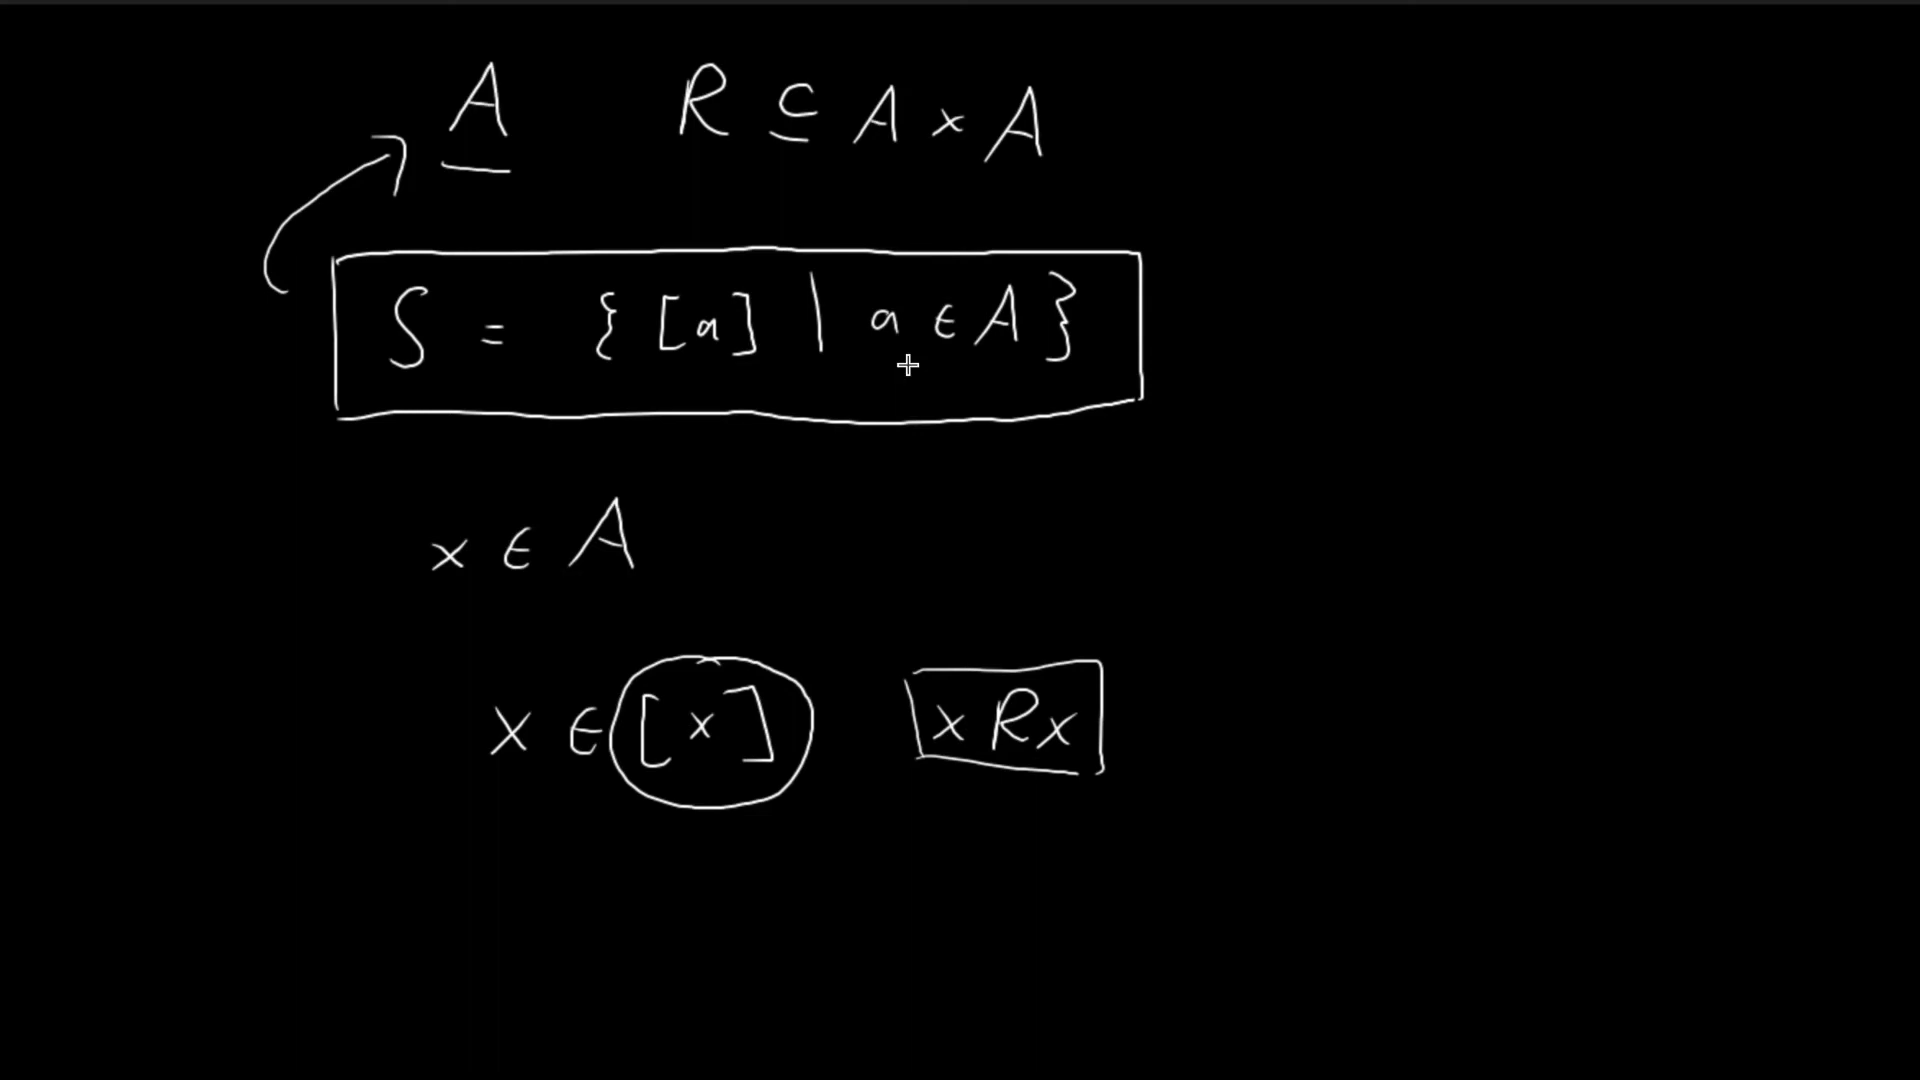 A R ⊆ A × A
S = { [a] | a ∈ A }
x ∈ A
x ∈ [x] xRx